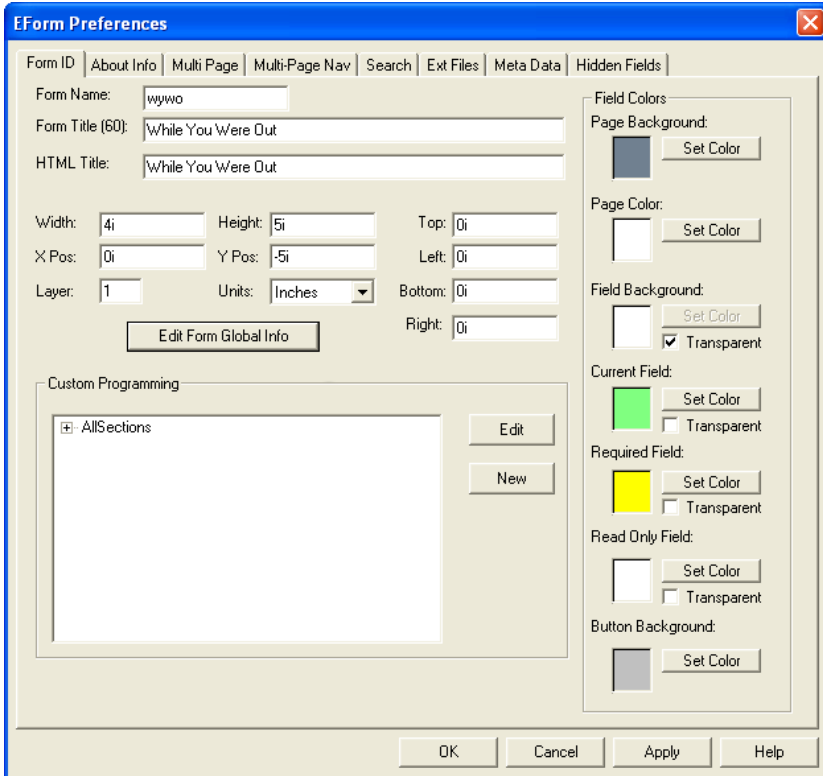 EForm Preferences
Form ID About Info Multi Page Multi-Page Nav Search Ext Files Meta Data Hidden Fields
Form Name: wywo
Form Title (60): While You Were Out
HTML Title: While You Were Out
Width: 4i Height: 5i Top: 0i
X Pos: 0i Y Pos: -5i Left: 0i
Layer: 1 Units: Inches Bottom: 0i
Edit Form Global Info Right: 0i
Custom Programming
AllSections
Edit
New
Field Colors
Page Background:
Set Color
Page Color:
Set Color
Field Background:
Set Color
Transparent
Current Field:
Set Color
Transparent
Required Field:
Set Color
Transparent
Read Only Field:
Set Color
Transparent
Button Background:
Set Color
OK Cancel Apply Help